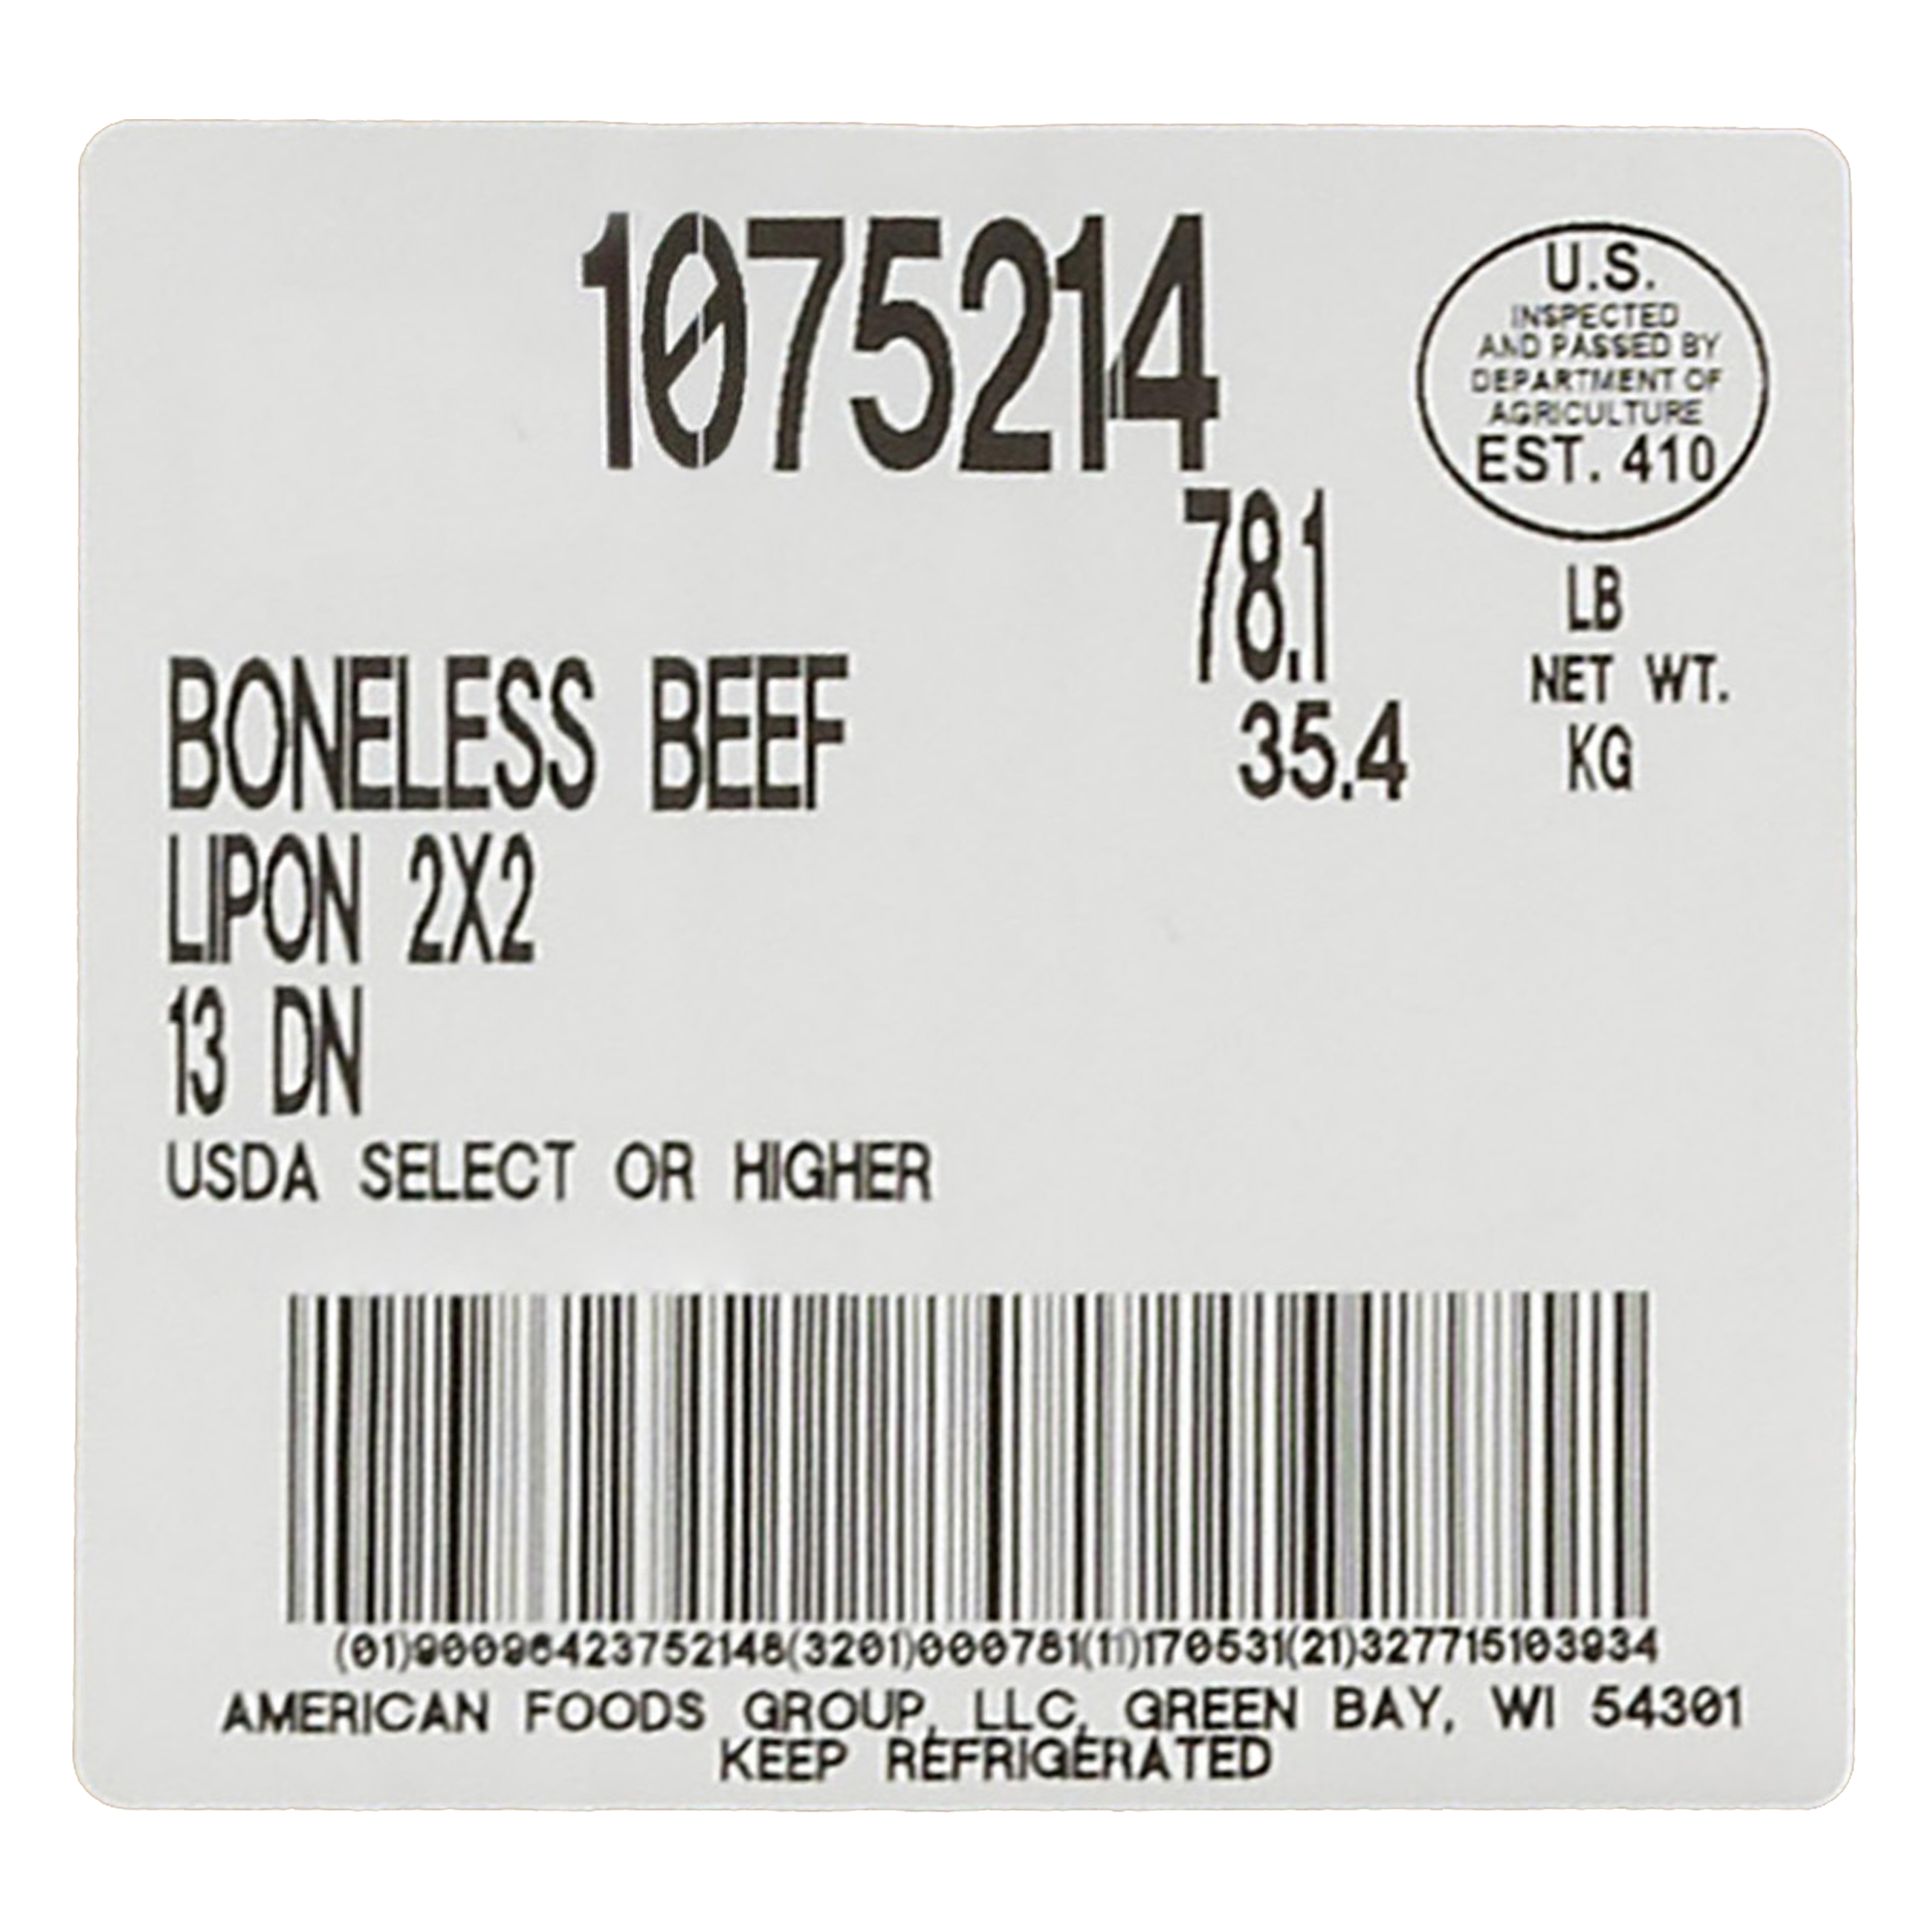 1075214
U.S.
INSPECTED
AND PASSED BY
DEPARTMENT OF
AGRICULTURE
EST. 410
78.1
LB
NET WT.
35.4
KG
BONELESS BEEF
LIPON 2X2
13 DN
USDA SELECT OR HIGHER
(01)90096423752148(3201)000781(11)170531(21)327715103934
AMERICAN FOODS GROUP, LLC, GREEN BAY, WI 54301
KEEP REFRIGERATED